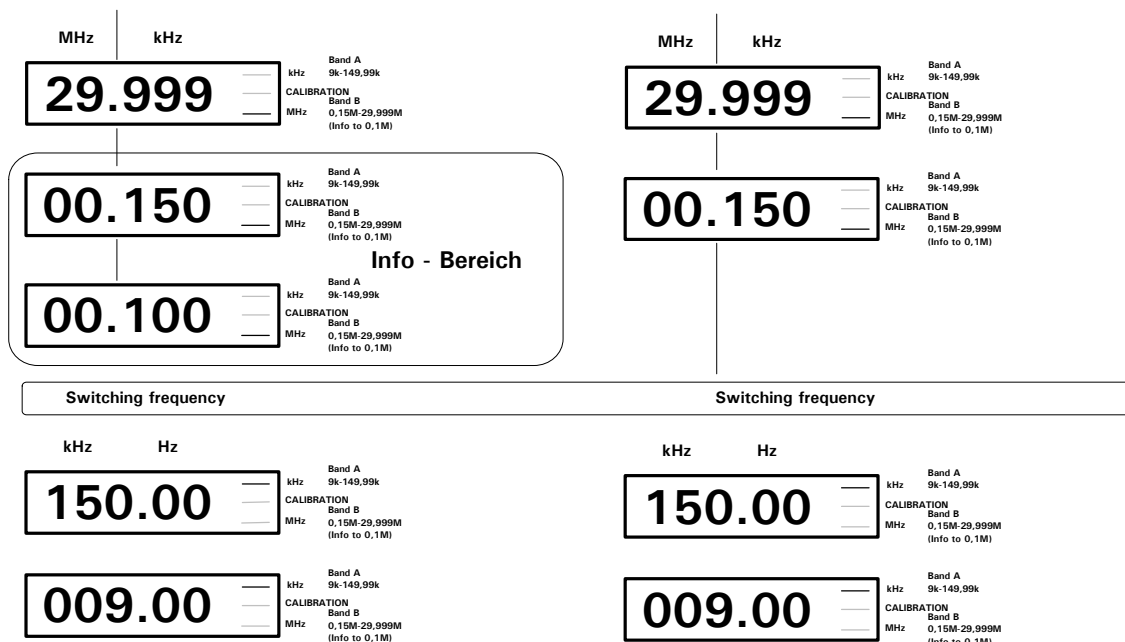 MHz kHz
29.999
Band A
kHz 9k-149,99k
CALIBRATION
Band B
MHz 0,15M-29,999M
(Info to 0,1M)
00.150
Band A
kHz 9k-149,99k
CALIBRATION
Band B
MHz 0,15M-29,999M
(Info to 0,1M)
Info - Bereich
00.100
Band A
kHz 9k-149,99k
CALIBRATION
Band B
MHz 0,15M-29,999M
(Info to 0,1M)
MHz kHz
29.999
Band A
kHz 9k-149,99k
CALIBRATION
Band B
MHz 0,15M-29,999M
(Info to 0,1M)
00.150
Band A
kHz 9k-149,99k
CALIBRATION
Band B
MHz 0,15M-29,999M
(Info to 0,1M)
Switching frequency Switching frequency
kHz Hz
150.00
Band A
kHz 9k-149,99k
CALIBRATION
Band B
MHz 0,15M-29,999M
(Info to 0,1M)
009.00
Band A
kHz 9k-149,99k
CALIBRATION
Band B
MHz 0,15M-29,999M
(Info to 0,1M)
kHz Hz
150.00
Band A
kHz 9k-149,99k
CALIBRATION
Band B
MHz 0,15M-29,999M
(Info to 0,1M)
009.00
Band A
kHz 9k-149,99k
CALIBRATION
Band B
MHz 0,15M-29,999M
(Info to 0,1M)